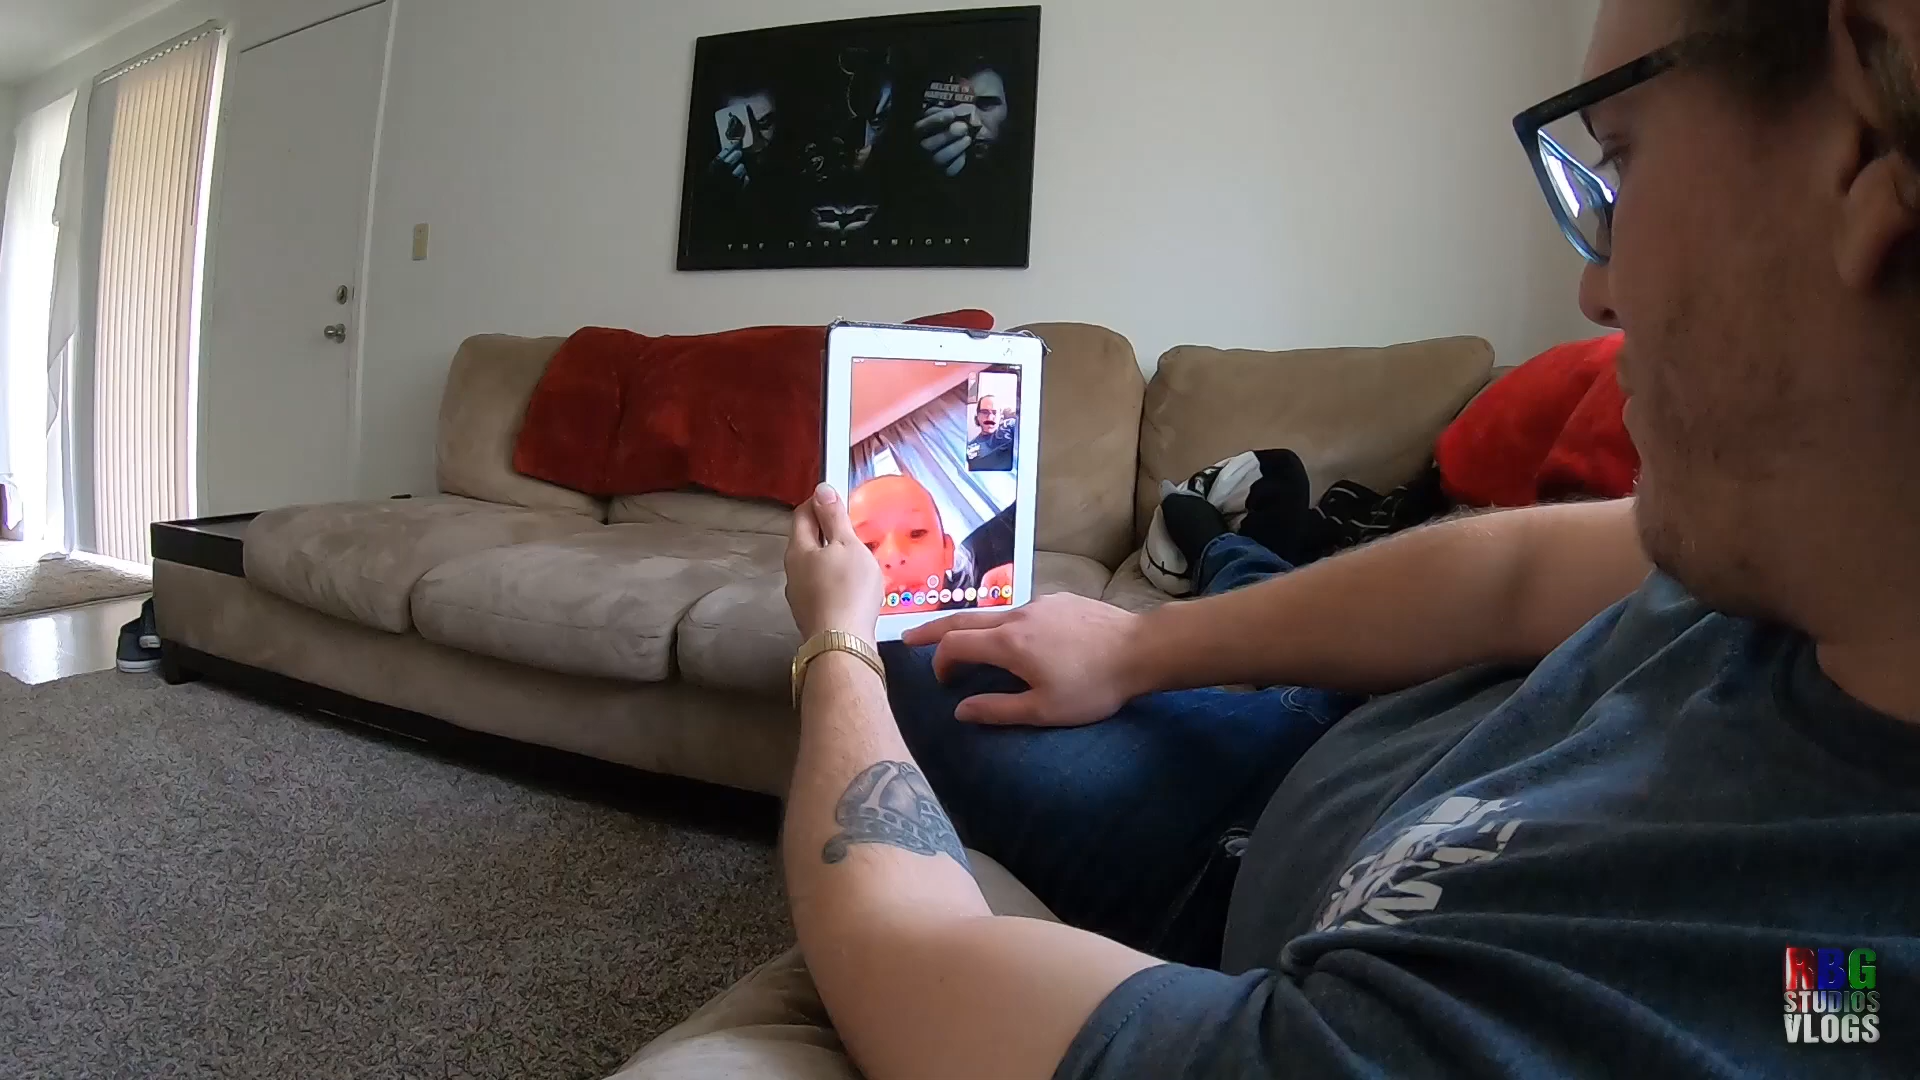 I
BELIEVE IN
HARVEY DENT
THE DARK KNIGHT
RBG
STUDIOS
VLOGS